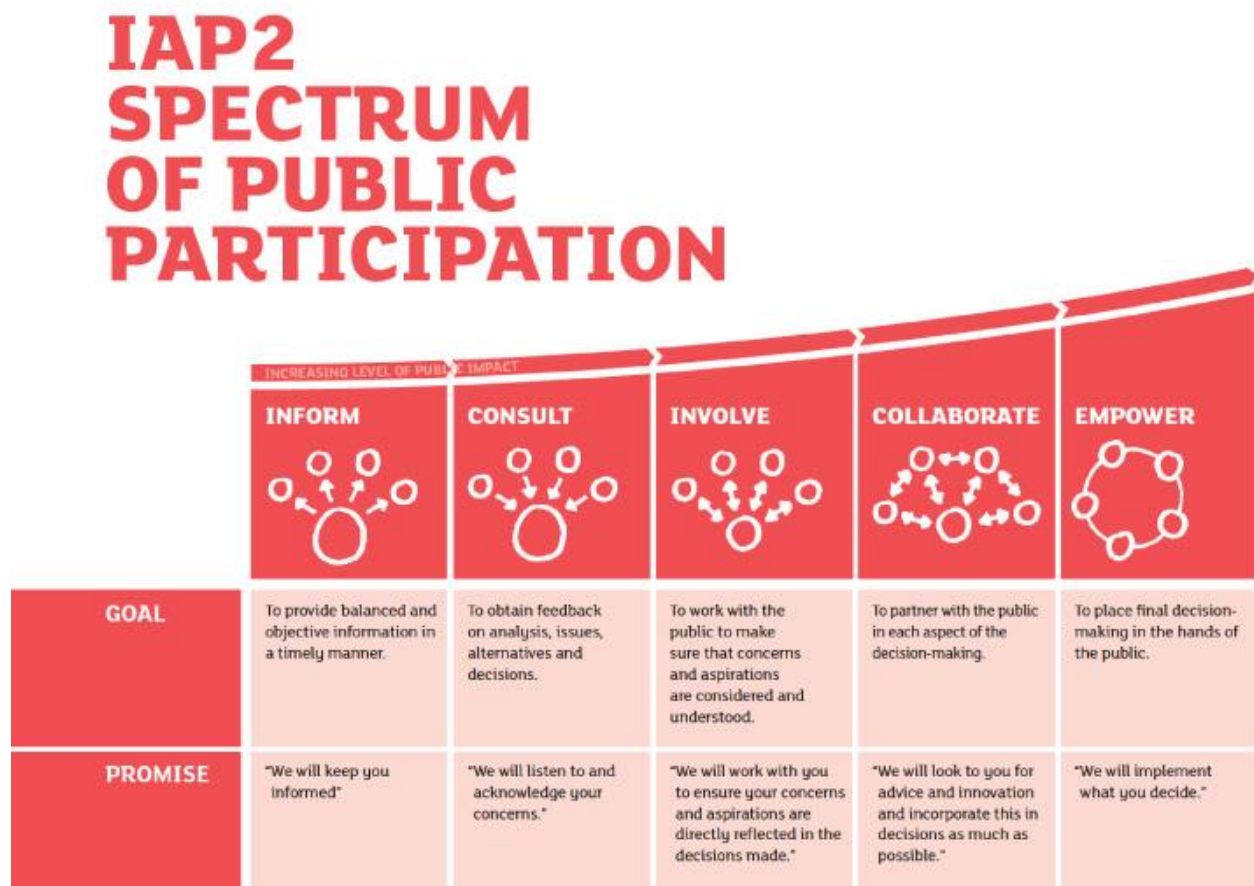 IAP2
SPECTRUM
OF PUBLIC
PARTICIPATION
INCREASING LEVEL OF PUBLIC IMPACT
INFORM
CONSULT
INVOLVE
COLLABORATE
EMPOWER
GOAL
To provide balanced and
objective information in
a timely manner.
To obtain feedback
on analysis, issues,
alternatives and
decisions.
To work with the
public to make
sure that concerns
and aspirations
are considered and
understood.
To partner with the public
in each aspect of the
decision-making.
To place final decision-
making in the hands of
the public.
PROMISE
"We will keep you
informed"
"We will listen to and
acknowledge your
concerns."
"We will work with you
to ensure your concerns
and aspirations are
directly reflected in the
decisions made."
"We will look to you for
advice and innovation
and incorporate this in
decisions as much as
possible."
"We will implement
what you decide."